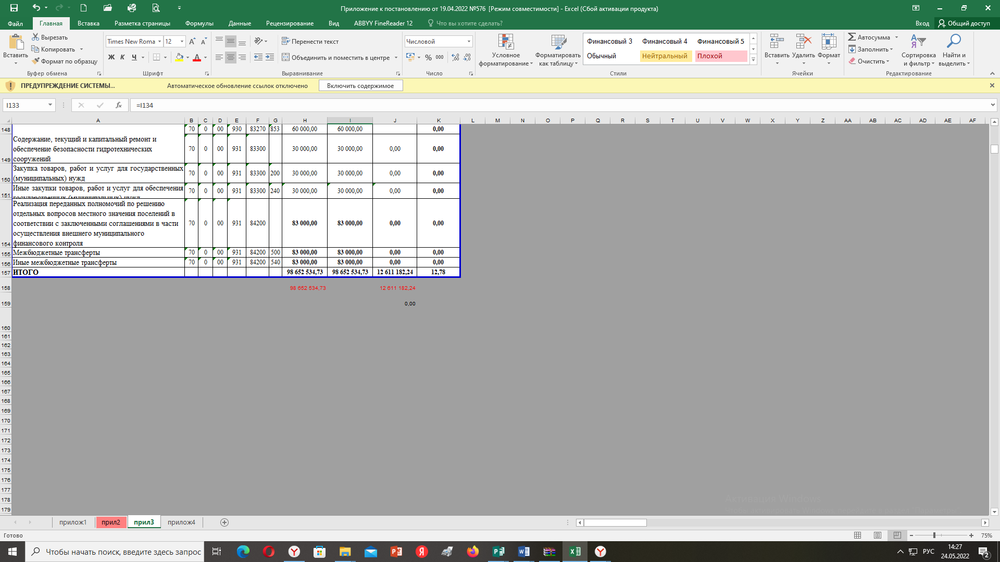 Приложение к постановлению от 19.04.2022 №576 [Режим совместимости] - Excel (Сбой активации продукта)
Файл Главная Вставка Разметка страницы Формулы Данные Рецензирование Вид ABBYY FineReader 12 Что вы хотите сделать? Вход Общий доступ
Вставить
Вырезать
Копировать
Формат по образцу
Буфер обмена
Times New Roma 12
Ж К Ч
Шрифт
Перенести текст
Объединить и поместить в центре
Выравнивание
Числовой
% 000
Число
Условное форматирование
Форматировать как таблицу
Финансовый 3 Финансовый 4 Финансовый 5
Обычный Нейтральный Плохой
Стили
Вставить Удалить Формат
Ячейки
Автосумма
Заполнить
Очистить
Сортировка и фильтр
Найти и выделить
Редактирование
ПРЕДУПРЕЖДЕНИЕ СИСТЕМЫ... Автоматическое обновление ссылок отключено Включить содержимое
I133 fx =I134
A B C D E F G H I J K L M N O P Q R S T U V W X Y Z AA AB AC AD AE AF
148 70 0 00 930 83270 853 60 000,00 60 000,00 0,00
149 Содержание, текущий и капитальный ремонт и
обеспечение безопасности гидротехнических
сооружений 70 0 00 931 83300 30 000,00 30 000,00 0,00 0,00
150 Закупка товаров, работ и услуг для государственных
(муниципальных) нужд 70 0 00 931 83300 200 30 000,00 30 000,00 0,00 0,00
151 Иные закупки товаров, работ и услуг для обеспечения
государственных (муниципальных) нужд 70 0 00 931 83300 240 30 000,00 30 000,00 0,00 0,00
154 Реализация переданных полномочий по решению
отдельных вопросов местного значения поселений в
соответствии с заключенными соглашениями в части
осуществления внешнего муниципального
финансового контроля 70 0 00 931 84200 83 000,00 83 000,00 0,00 0,00
155 Межбюджетные трансферты 70 0 00 931 84200 500 83 000,00 83 000,00 0,00 0,00
156 Иные межбюджетные трансферты 70 0 00 931 84200 540 83 000,00 83 000,00 0,00 0,00
157 ИТОГО 98 652 534,73 98 652 534,73 12 611 182,24 12,78
158 98 652 534,73 12 611 182,24
159 0,00
160
161
162
163
164
165
166
167
168
169
170
171
172
173
174
175
176
177
178
179
Активация Windows
прилож1 прил2 прил3 прилож4
Готово 75%
Чтобы начать поиск, введите здесь запрос
РУС
14:27
24.05.2022
2